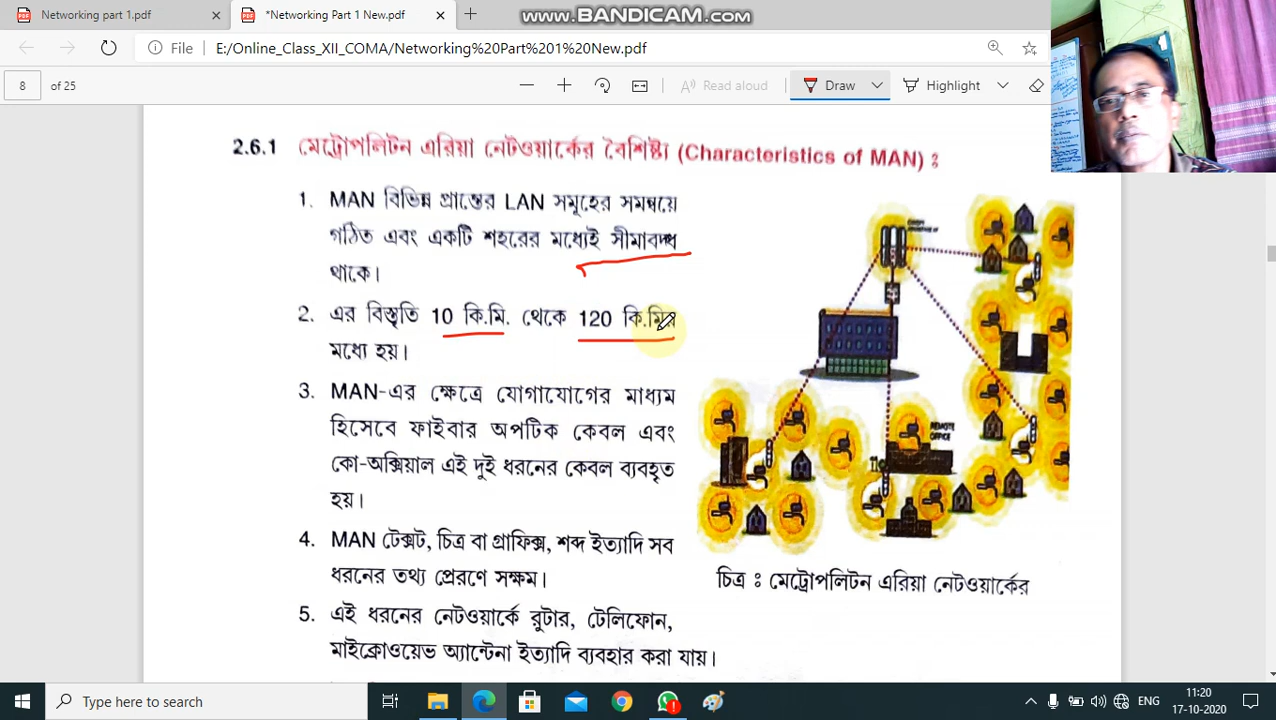 Networking part 1.pdf
*Networking Part 1 New.pdf
www.BANDICAM.com
File
E:/Online_Class_XII_COMA/Networking%20Part%201%20New.pdf
8 of 25
Read aloud
Draw
Highlight
2.6.1 মেট্রোপলিটন এরিয়া নেটওয়ার্কের বৈশিষ্ট্য (Characteristics of MAN) ঃ
1. MAN বিভিন্ন প্রান্তের LAN সমূহের সমন্বয়ে
গঠিত এবং একটি শহরের মধ্যেই সীমাবদ্ধ
থাকে।
2. এর বিস্তৃতি 10 কি.মি. থেকে 120 কি.মির
মধ্যে হয়।
3. MAN-এর ক্ষেত্রে যোগাযোগের মাধ্যম
হিসেবে ফাইবার অপটিক কেবল এবং
কো-অক্সিয়াল এই দুই ধরনের কেবল ব্যবহৃত
হয়।
4. MAN টেক্সট, চিত্র বা গ্রাফিক্স, শব্দ ইত্যাদি সব
ধরনের তথ্য প্রেরণে সক্ষম।
5. এই ধরনের নেটওয়ার্কে রুটার, টেলিফোন,
মাইক্রোওয়েভ অ্যান্টেনা ইত্যাদি ব্যবহার করা যায়।
REMOTE
OFFICE
চিত্র ঃ মেট্রোপলিটন এরিয়া নেটওয়ার্কের
Type here to search
ENG
11:20
17-10-2020